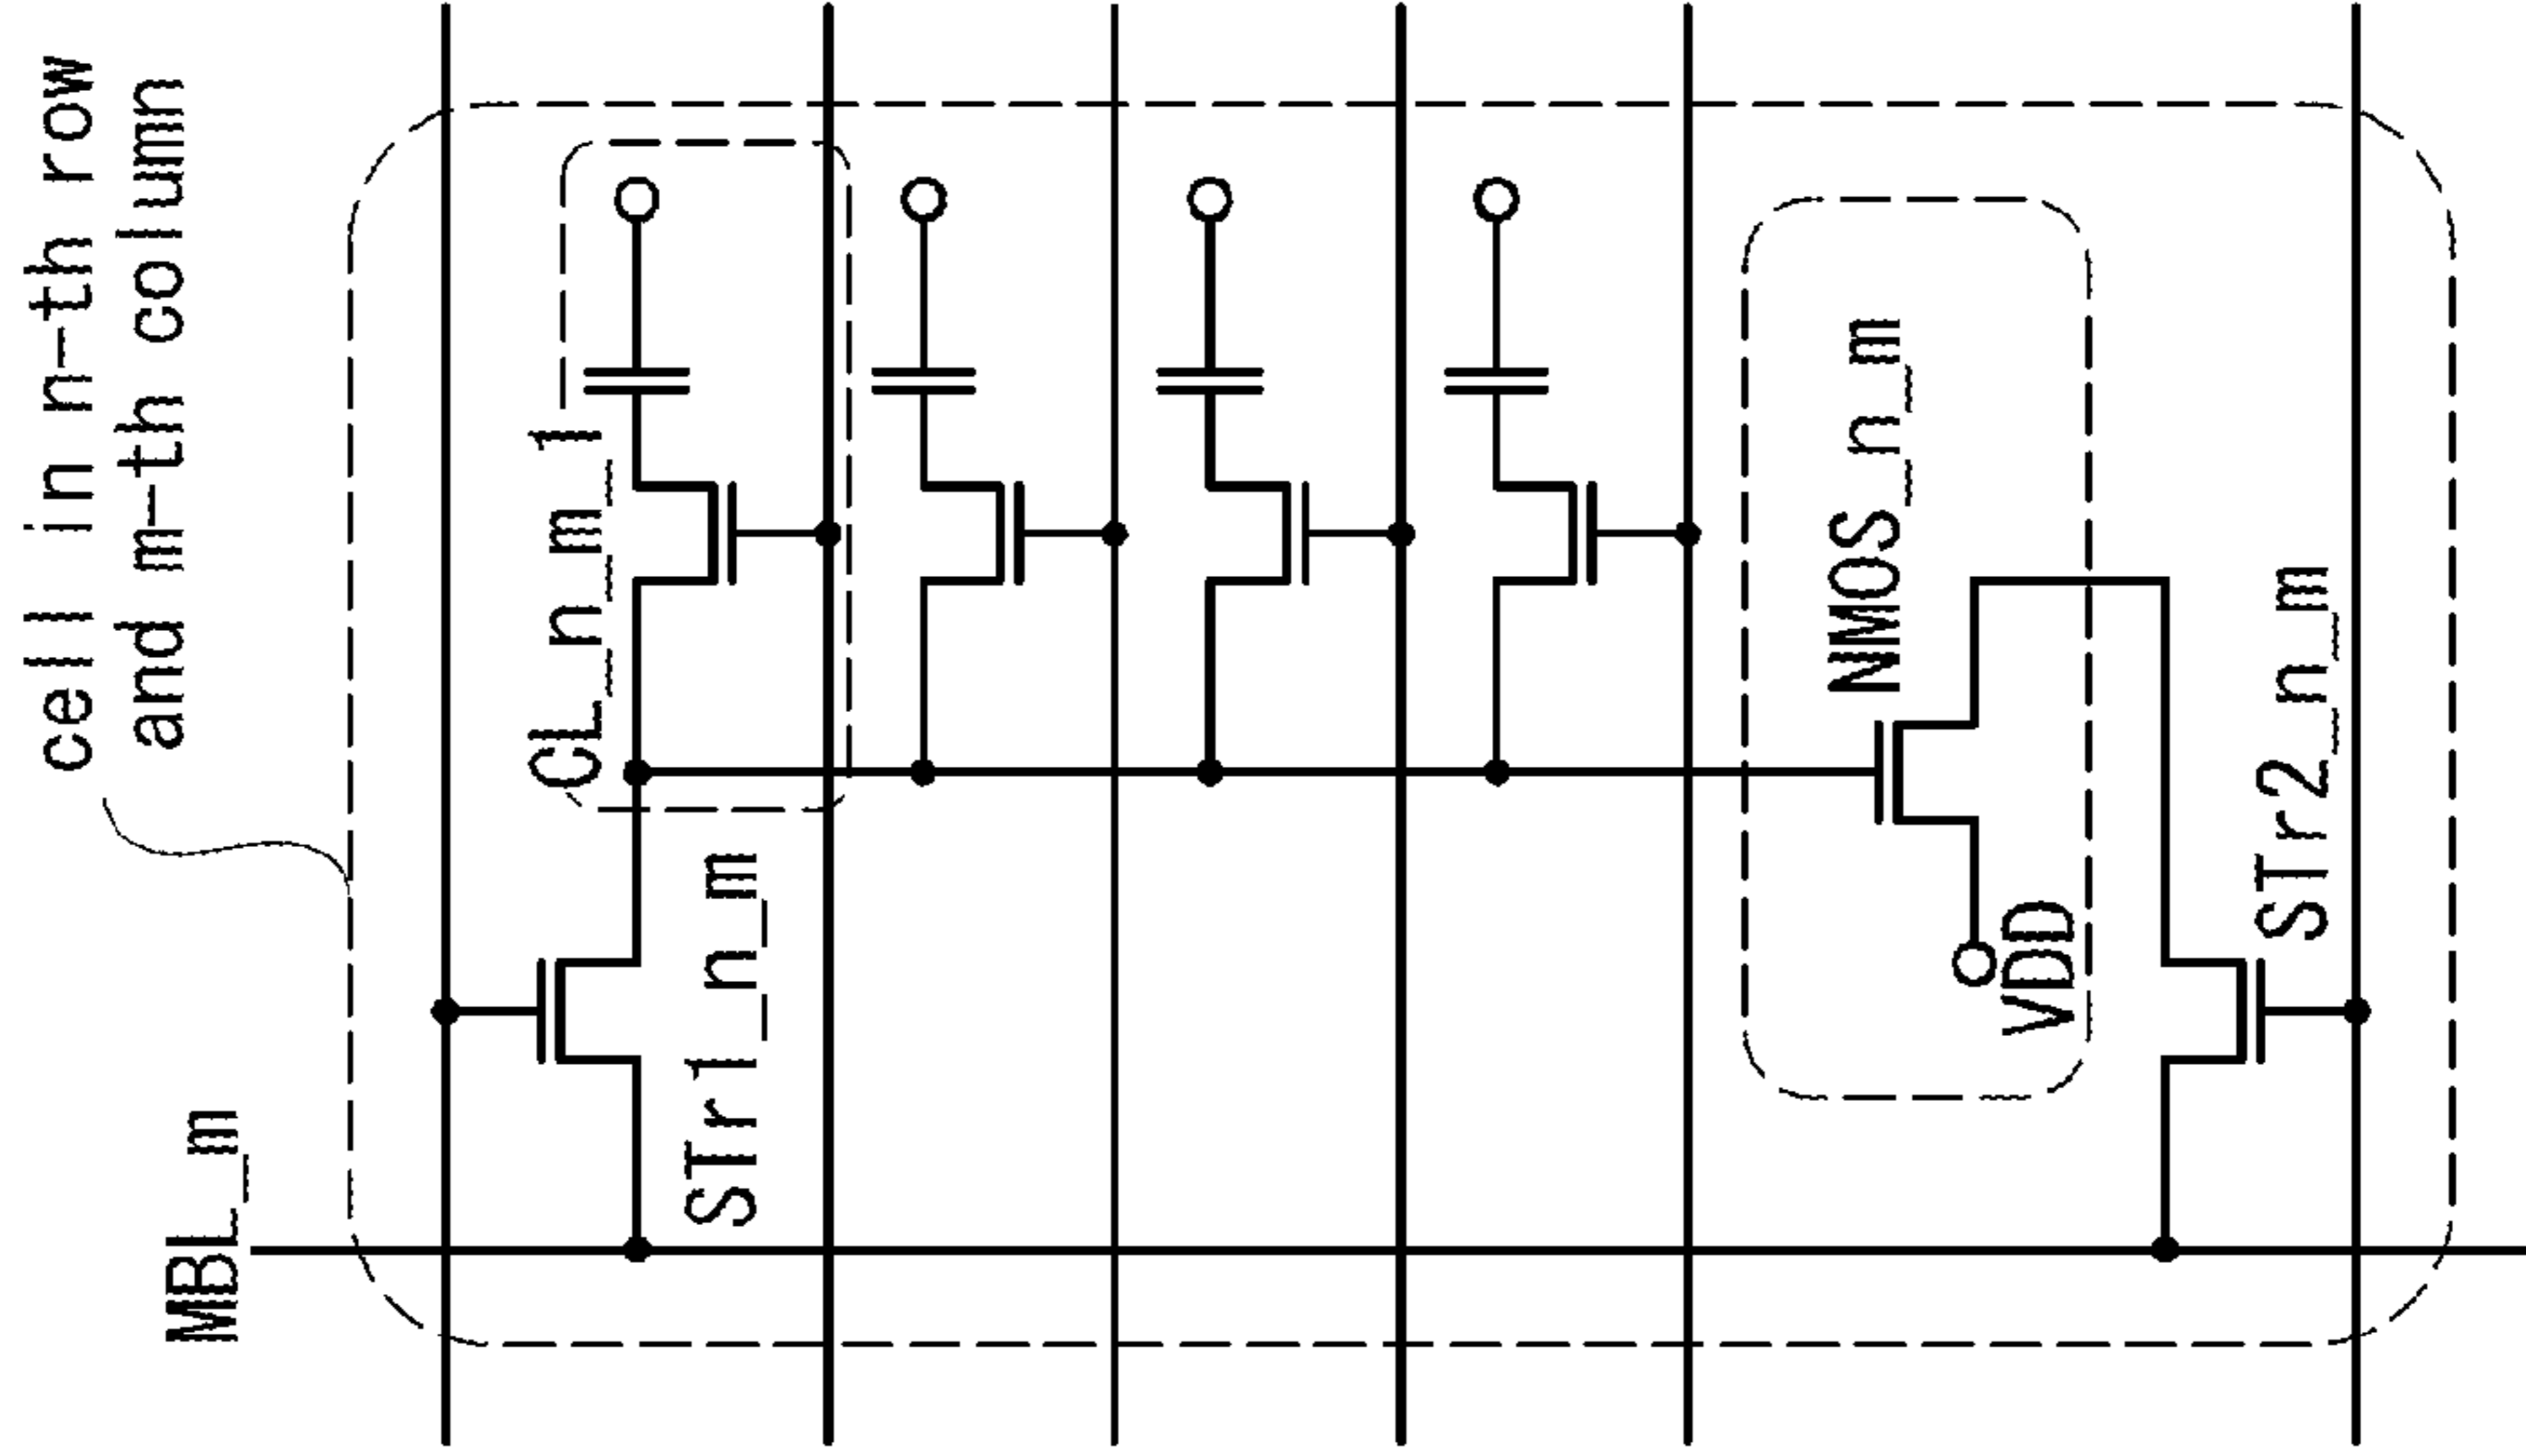 cell in n-th row
and m-th column
MBL_m
CL_n_m_1
STr1_n_m
NMOS_n_m
VDD
STr2_n_m